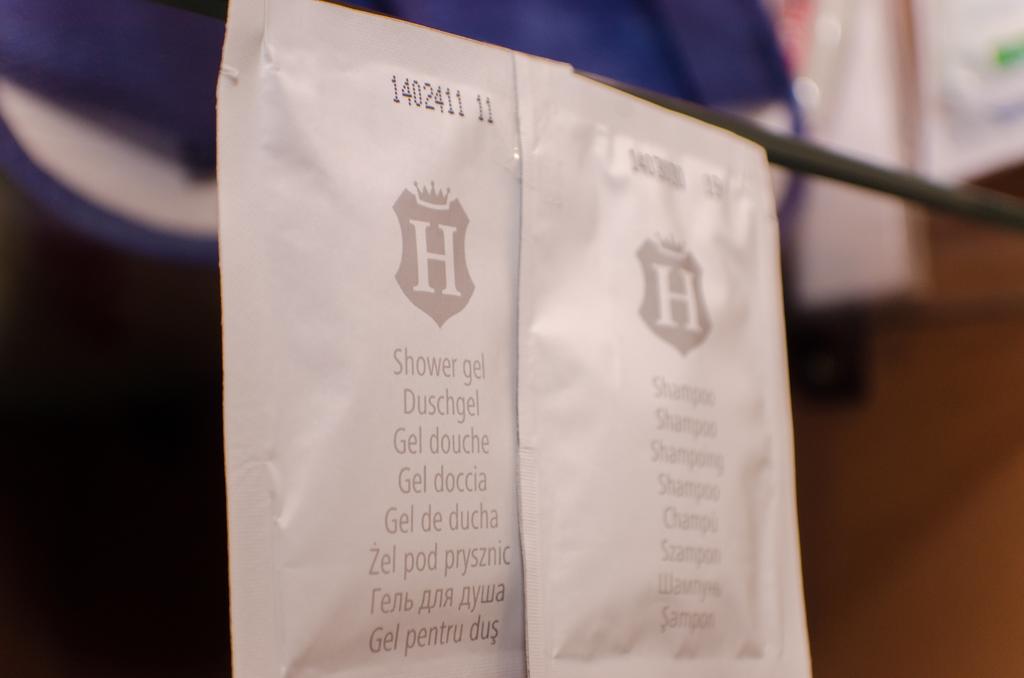 1402411 11
H
Shower gel
Duschgel
Gel douche
Gel doccia
Gel de ducha
Żel pod prysznic
Гель для душа
Gel pentru duş
H
Shampoo
Shampoo
Shampoing
Shampoo
Champú
Szampon
Шампунь
Şampon